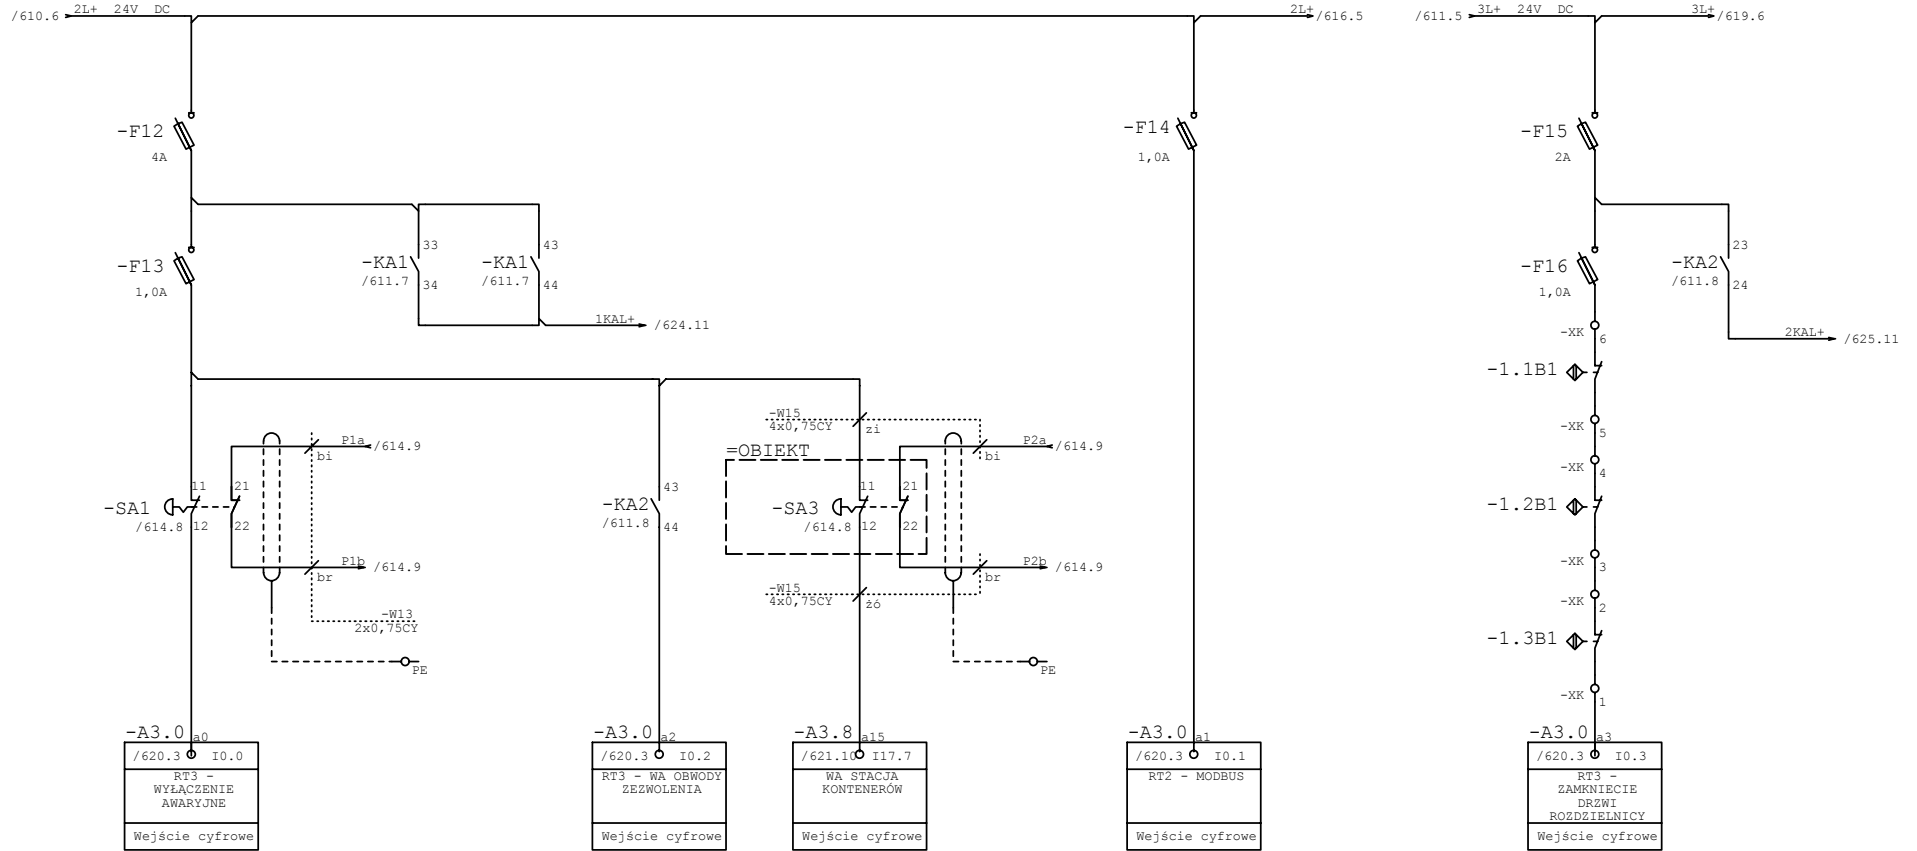 /610.6
2L+ 24V DC
2L+
/616.5
/611.5
3L+ 24V DC
3L+
/619.6
-F12
4A
-F14
1,0A
-F15
2A
-F13
1,0A
33
-KA1
/611.7
34
43
-KA1
/611.7
44
1KAL+
/624.11
-F16
1,0A
23
-KA2
/611.8
24
2KAL+
/625.11
-XK
6
-1.1B1
-XK
5
-XK
4
-1.2B1
-XK
3
-XK
2
-1.3B1
-XK
1
P1a
/614.9
bi
11
21
-SA1
/614.8
12
22
P1b
/614.9
br
-W13
2x0,75CY
PE
43
-KA2
/611.8
44
-W15
4x0,75CY
zi
=OBIEKT
P2a
/614.9
bi
11
21
-SA3
/614.8
12
22
P2b
/614.9
br
-W15
4x0,75CY
żó
PE
-A3.0
a0
/620.3
I0.0
RT3 -
WYŁĄCZENIE
AWARYJNE
Wejście cyfrowe
-A3.0
a2
/620.3
I0.2
RT3 - WA OBWODY
ZEZWOLENIA
Wejście cyfrowe
-A3.8
a15
/621.10
I17.7
WA STACJA
KONTENERÓW
Wejście cyfrowe
-A3.0
a1
/620.3
I0.1
RT2 - MODBUS
Wejście cyfrowe
-A3.0
a3
/620.3
I0.3
RT3 -
ZAMKNIECIE
DRZWI
ROZDZIELNICY
Wejście cyfrowe